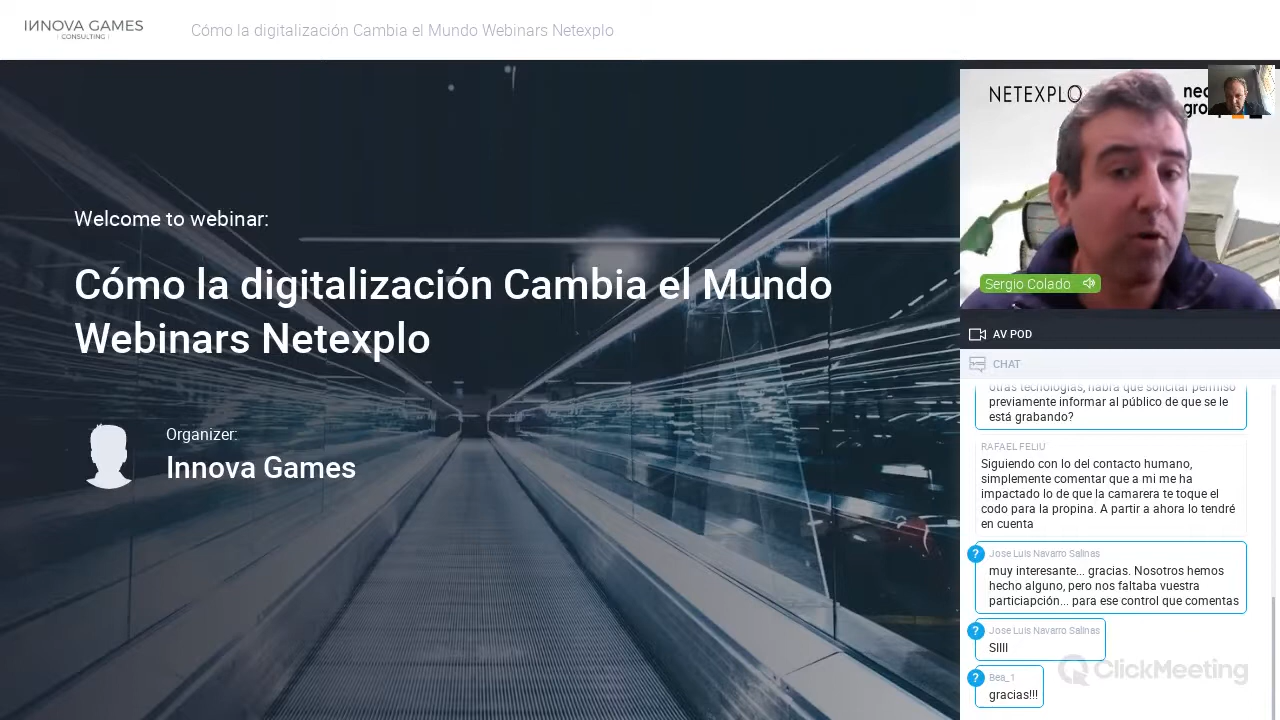 INNOVA GAMES
CONSULTING
Cómo la digitalización Cambia el Mundo Webinars Netexplo
Welcome to webinar:
Cómo la digitalización Cambia el Mundo
Webinars Netexplo
Organizer:
Innova Games
NETEXPLO
Sergio Colado
AV POD
CHAT
otras tecnologías, habrá que solicitar permiso
previamente informar al público de que se le
está grabando?
RAFAEL FELIU
Siguiendo con lo del contacto humano,
simplemente comentar que a mi me ha
impactado lo de que la camarera te toque el
codo para la propina. A partir a ahora lo tendré
en cuenta
?
Jose Luis Navarro Salinas
muy interesante... gracias. Nosotros hemos
hecho alguno, pero nos faltaba vuestra
particiapción... para ese control que comentas
?
Jose Luis Navarro Salinas
SIIII
ClickMeeting
?
Bea_1
gracias!!!